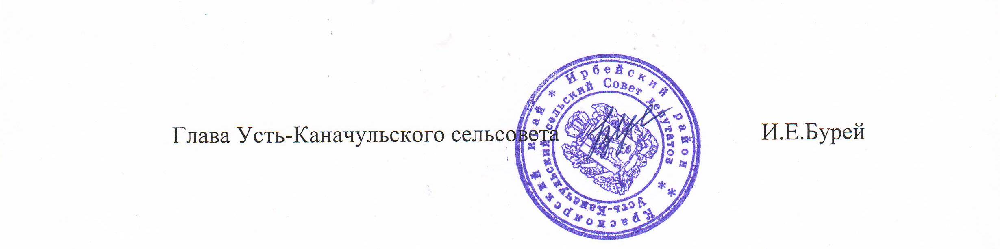 Глава Усть-Каначульского сельсовета И.Е.Бурей
Красноярский край * Ирбейский район *
Усть-Каначульский сельский Совет депутатов *